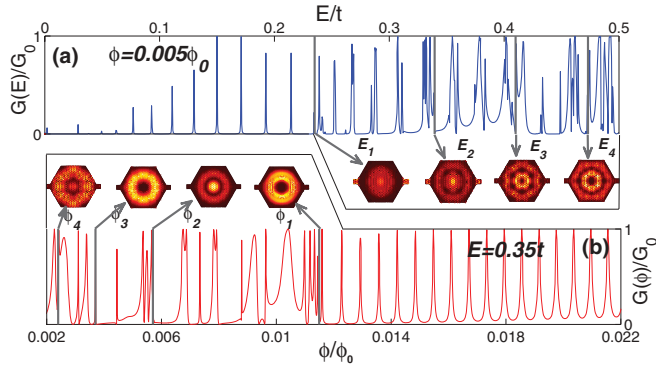 E/t
0 0.1 0.2 0.3 0.4 0.5
1
(a) ϕ=0.005ϕ₀
G(E)/G₀
0
E₁ E₂ E₃ E₄
ϕ₄ ϕ₃ ϕ₂ ϕ₁
1
(b)
E=0.35t
G(ϕ)/G₀
0
0.002 0.006 0.01 0.014 0.018 0.022
ϕ/ϕ₀